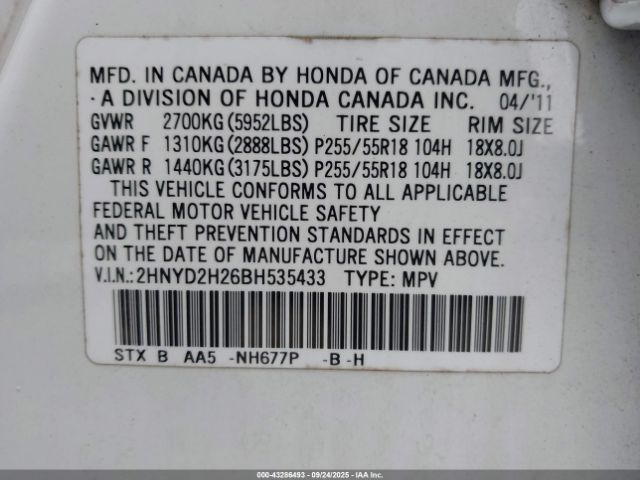 MFD. IN CANADA BY HONDA OF CANADA MFG.,
· A DIVISION OF HONDA CANADA INC. 04/'11
GVWR 2700KG(5952LBS) TIRE SIZE RIM SIZE
GAWR F 1310KG(2888LBS) P255/55R18 104H 18X8.0J
GAWR R 1440KG(3175LBS) P255/55R18 104H 18X8.0J
THIS VEHICLE CONFORMS TO ALL APPLICABLE
FEDERAL MOTOR VEHICLE SAFETY
AND THEFT PREVENTION STANDARDS IN EFFECT
ON THE DATE OF MANUFACTURE SHOWN ABOVE.
V.I.N.: 2HNYD2H26BH535433 TYPE: MPV
STX B AA5 -NH677P -B-H
000-43286493 - 09/24/2025 - IAAI.COM